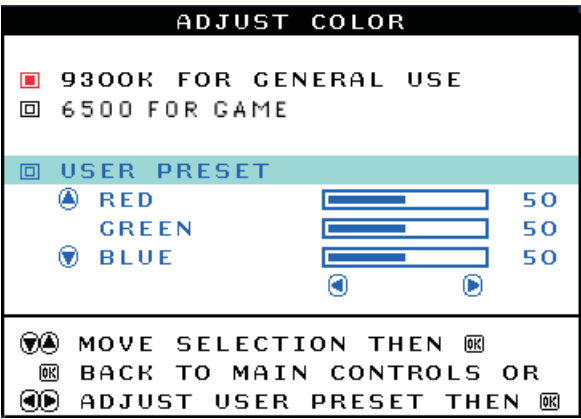 ADJUST COLOR
9300K FOR GENERAL USE
6500 FOR GAME
USER PRESET
RED 50
GREEN 50
BLUE 50
MOVE SELECTION THEN OK
OK BACK TO MAIN CONTROLS OR
ADJUST USER PRESET THEN OK